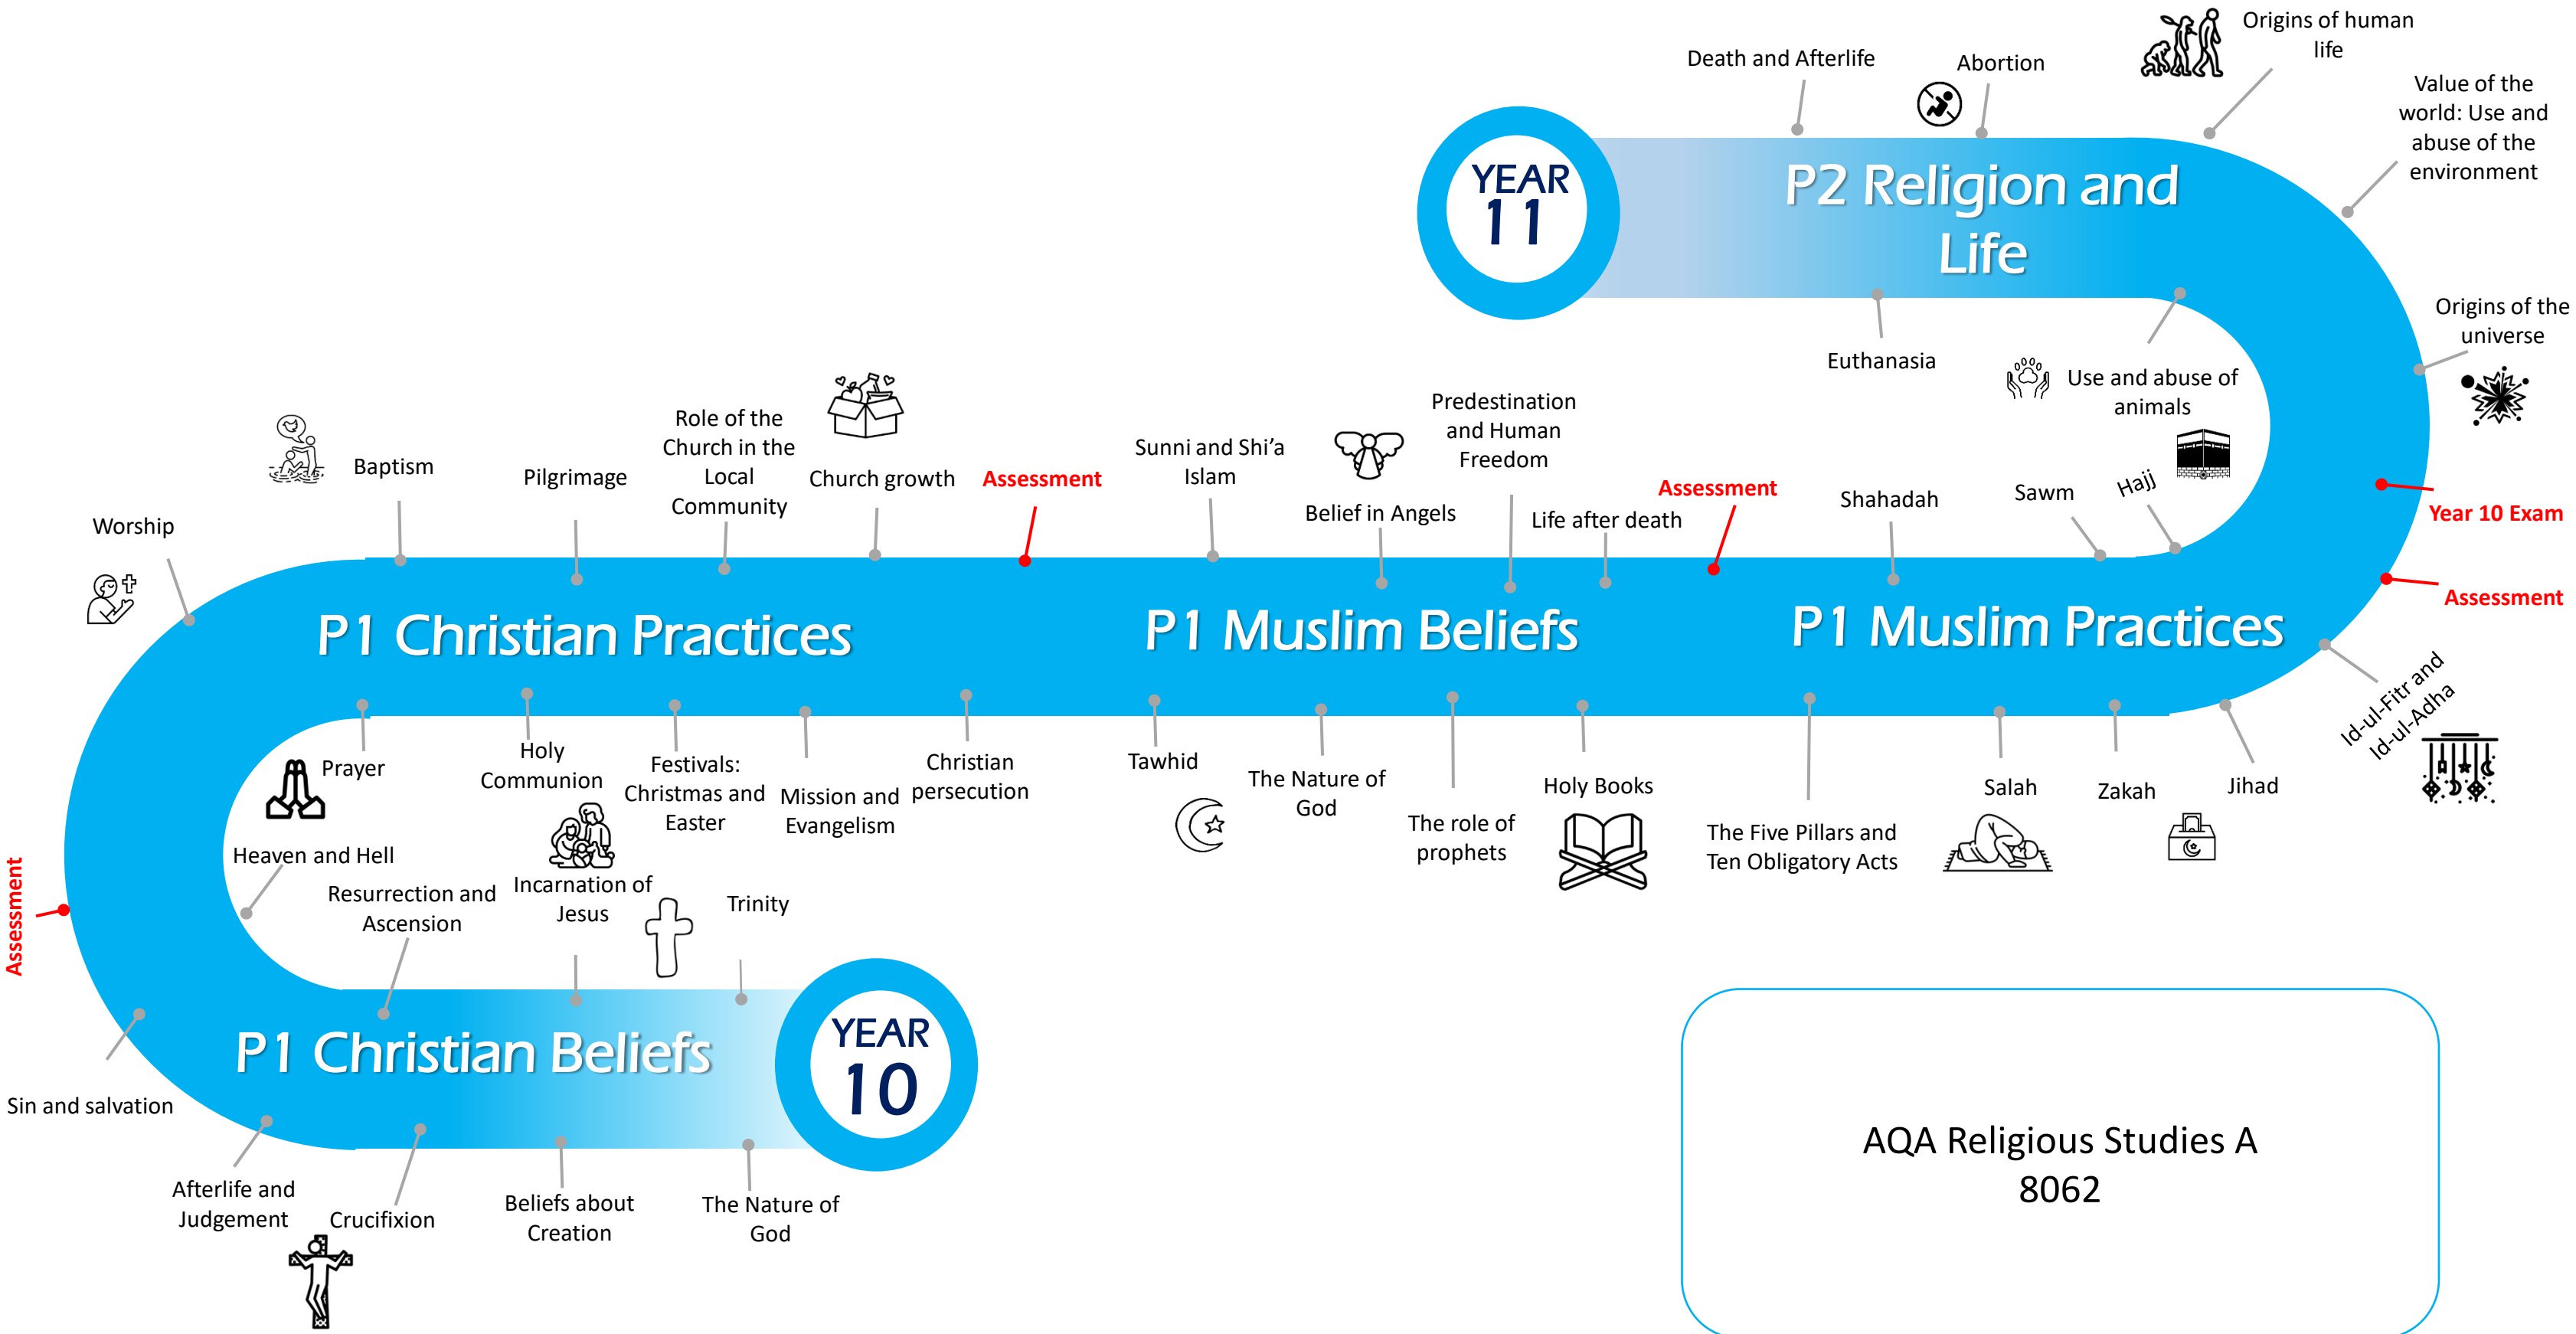 Origins of human
life
Death and Afterlife
Abortion
Value of the
world: Use and
abuse of the
environment
YEAR
11
P2 Religion and
Life
Origins of the
universe
Euthanasia
Use and abuse of
animals
Year 10 Exam
Assessment
Worship
Baptism
Pilgrimage
Role of the
Church in the
Local
Community
Church growth
Assessment
Sunni and Shi’a
Islam
Belief in Angels
Predestination
and Human
Freedom
Life after death
Assessment
Shahadah
Sawm
Hajj
P1 Christian Practices
P1 Muslim Beliefs
P1 Muslim Practices
Prayer
Holy
Communion
Festivals:
Christmas and
Easter
Mission and
Evangelism
Christian
persecution
Tawhid
The Nature of
God
The role of
prophets
Holy Books
The Five Pillars and
Ten Obligatory Acts
Salah
Zakah
Jihad
Id-ul-Fitr and
Id-ul-Adha
Assessment
Heaven and Hell
Resurrection and
Ascension
Incarnation of
Jesus
Trinity
P1 Christian Beliefs
YEAR
10
Sin and salvation
Afterlife and
Judgement
Crucifixion
Beliefs about
Creation
The Nature of
God
AQA Religious Studies A
8062